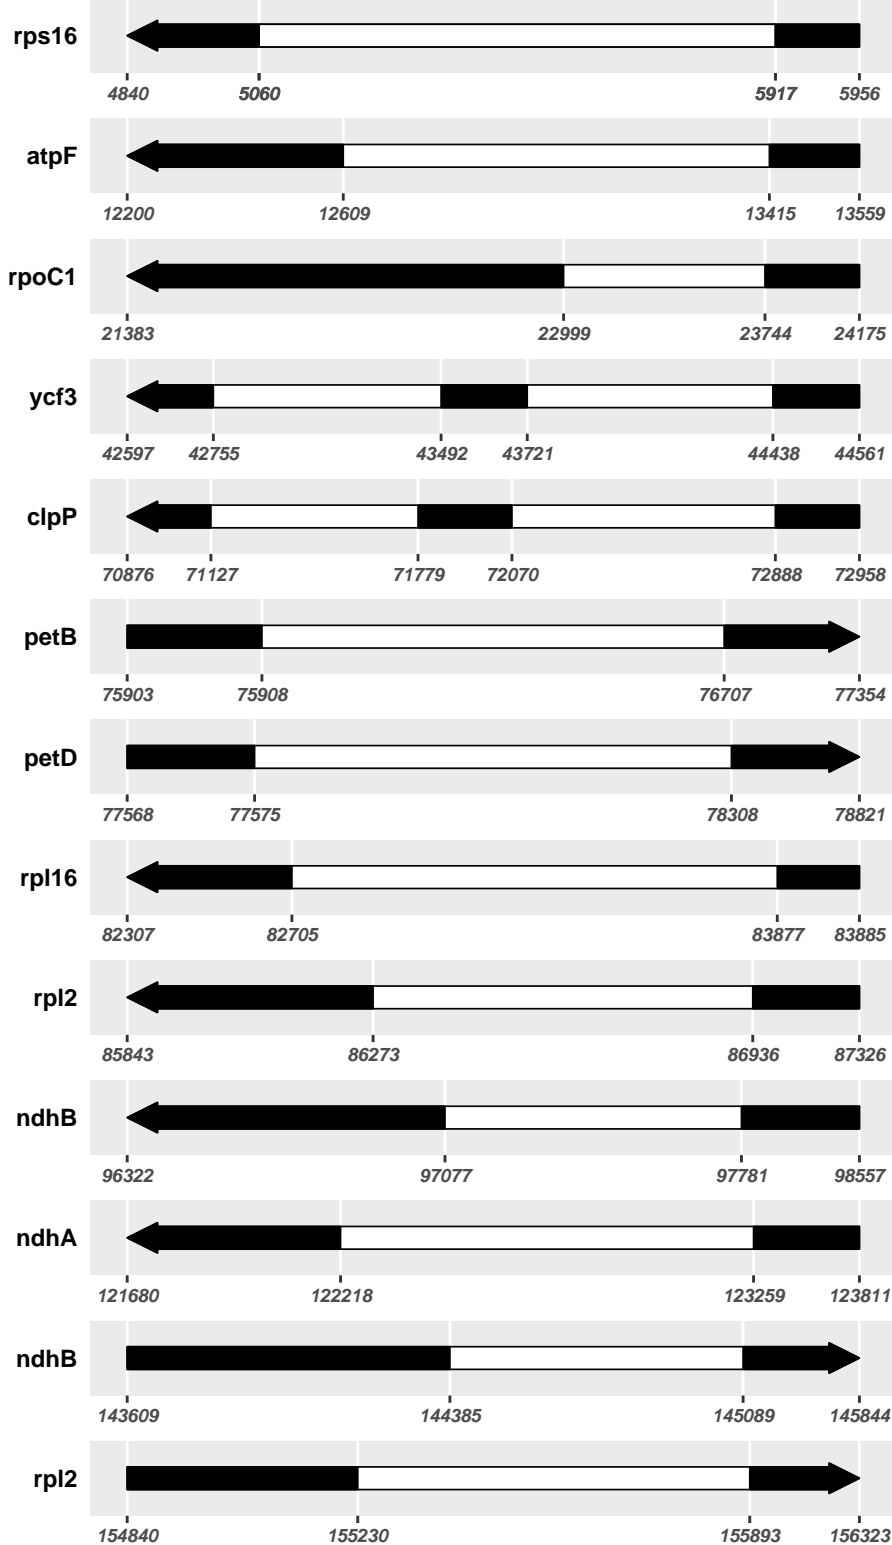 rps16
4840 5060 5917 5956
atpF
12200 12609 13415 13559
rpoC1
21383 22999 23744 24175
ycf3
42597 42755 43492 43721 44438 44561
clpP
70876 71127 71779 72070 72888 72958
petB
75903 75908 76707 77354
petD
77568 77575 78308 78821
rpl16
82307 82705 83877 83885
rpl2
85843 86273 86936 87326
ndhB
96322 97077 97781 98557
ndhA
121680 122218 123259 123811
ndhB
143609 144385 145089 145844
rpl2
154840 155230 155893 156323